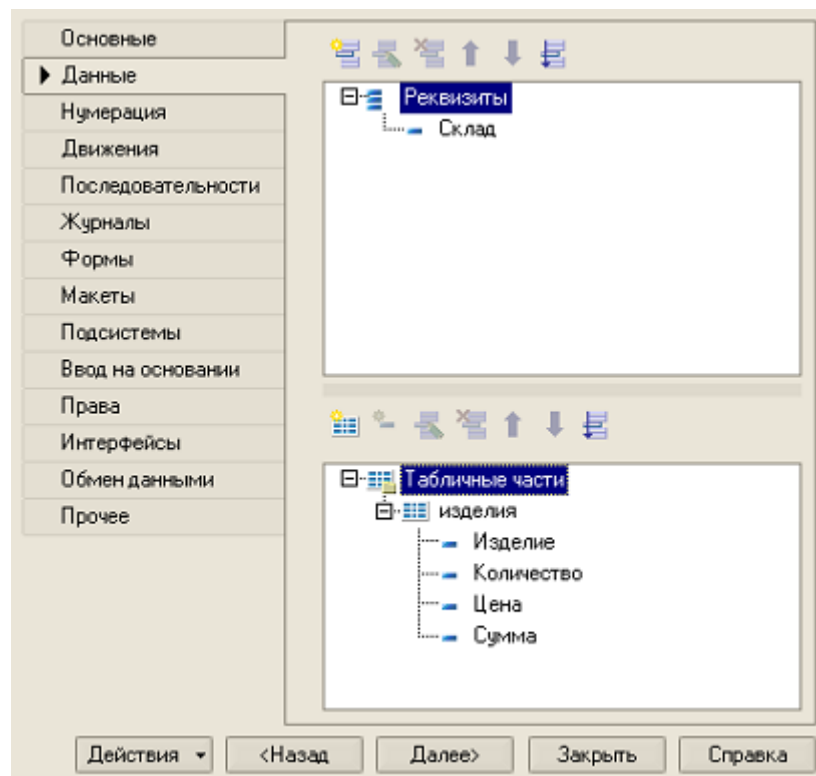 Основные
Данные
Нумерация
Движения
Последовательности
Журналы
Формы
Макеты
Подсистемы
Ввод на основании
Права
Интерфейсы
Обмен данными
Прочее
Реквизиты
Склад
Табличные части
изделия
Изделие
Количество
Цена
Сумма
Действия
<Назад
Далее>
Закрыть
Справка